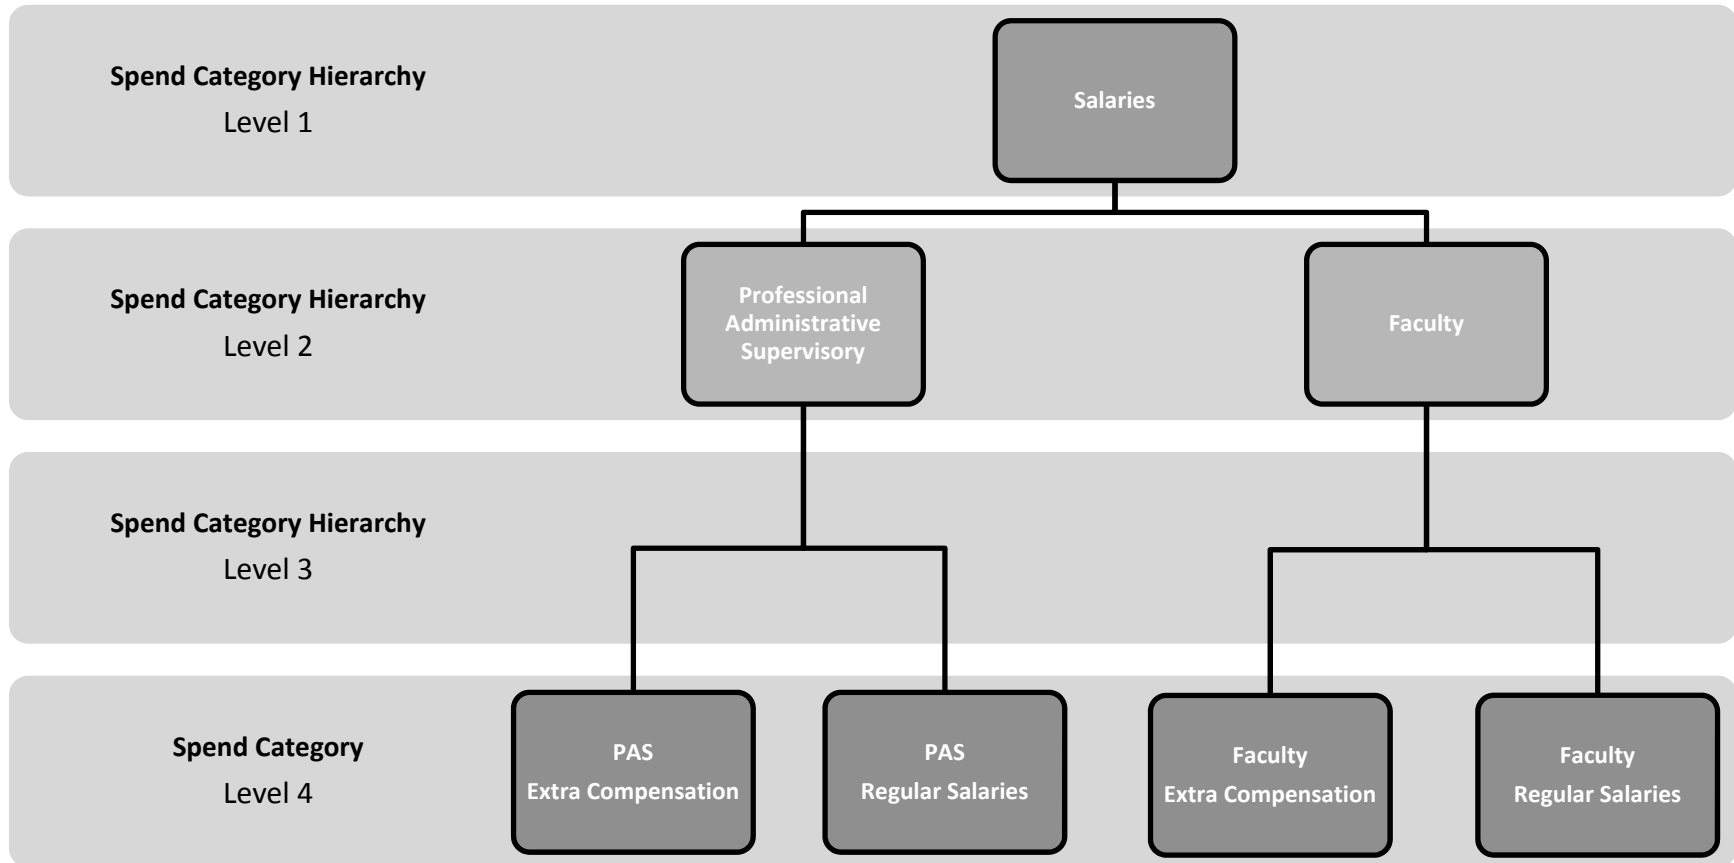 Spend Category Hierarchy
Level 1
Salaries
Spend Category Hierarchy
Level 2
Professional
Administrative
Supervisory
Faculty
Spend Category Hierarchy
Level 3
Spend Category
Level 4
PAS
Extra Compensation
PAS
Regular Salaries
Faculty
Extra Compensation
Faculty
Regular Salaries